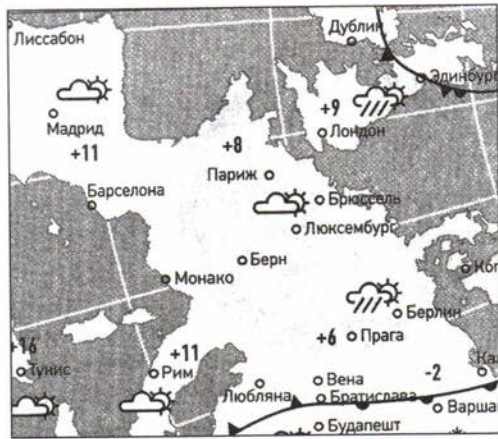 Лиссабон
Дублин
Эдинбург
Мадрид
+9
Лондон
+11
+8
Париж
Барселона
Брюссель
Люксембург
Берн
Монако
Берлин
+6
Прага
+16
Тунис
+11
Рим
Вена
-2
Любляна
Братислава
Варша
Будапешт